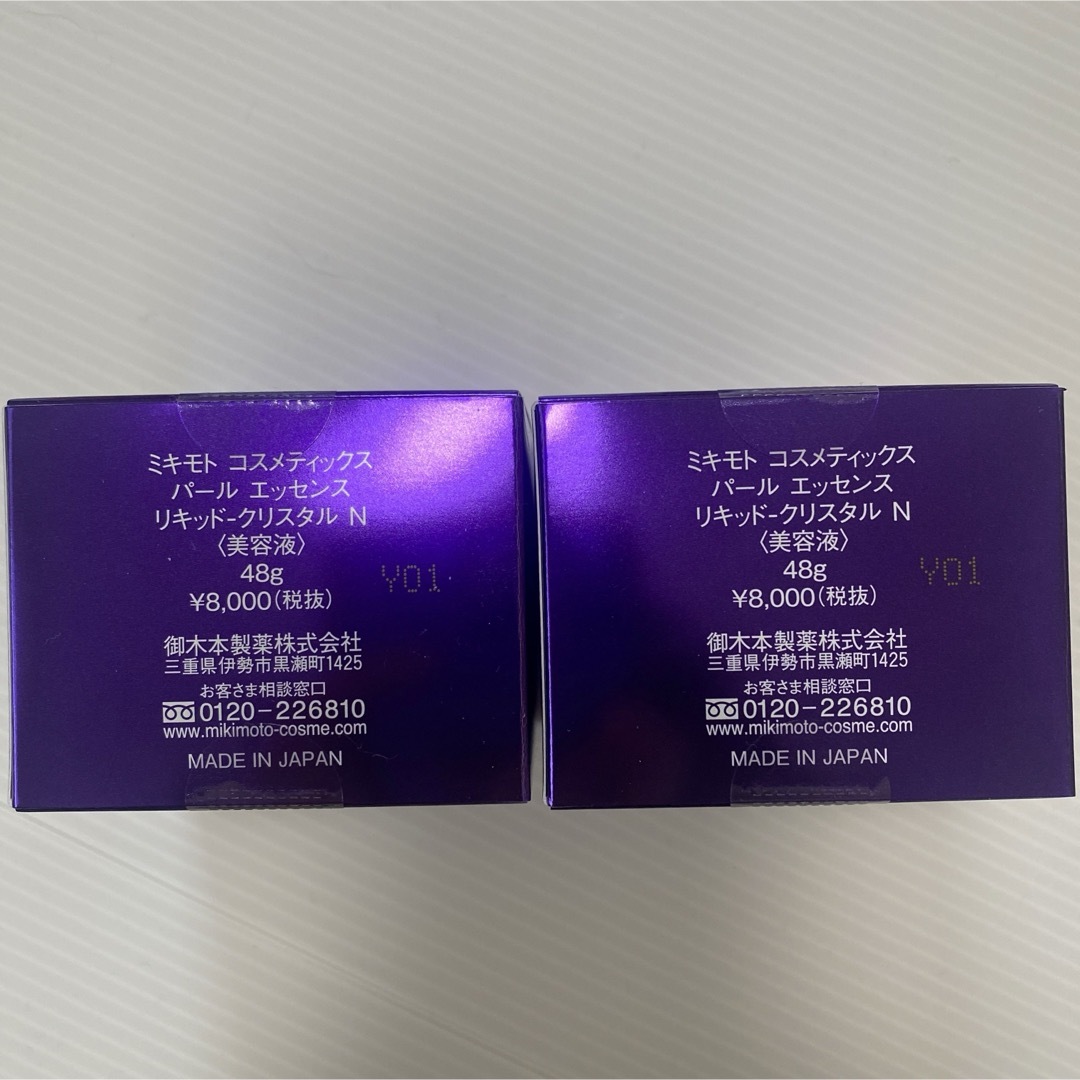 ミキモト コスメティックス
パール エッセンス
リキッド-クリスタル N
〈美容液〉
48g
¥8,000(税抜)
Y01
御木本製薬株式会社
三重県伊勢市黒瀬町1425
お客さま相談窓口
0120-226810
www.mikimoto-cosme.com
MADE IN JAPAN
ミキモト コスメティックス
パール エッセンス
リキッド-クリスタル N
〈美容液〉
48g
¥8,000(税抜)
Y01
御木本製薬株式会社
三重県伊勢市黒瀬町1425
お客さま相談窓口
0120-226810
www.mikimoto-cosme.com
MADE IN JAPAN